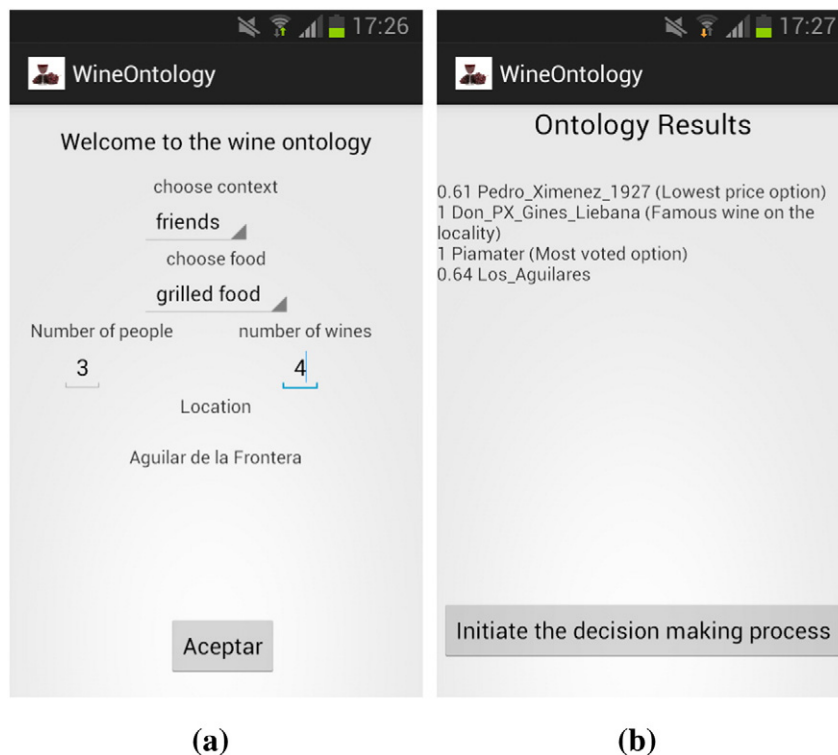 17:26
WineOntology
Welcome to the wine ontology
choose context
friends
choose food
grilled food
Number of people number of wines
3 4
Location
Aguilar de la Frontera
Aceptar
(a)
17:27
WineOntology
Ontology Results
0.61 Pedro_Ximenez_1927 (Lowest price option)
1 Don_PX_Gines_Liebana (Famous wine on the
locality)
1 Piamater (Most voted option)
0.64 Los_Aguilares
Initiate the decision making process
(b)